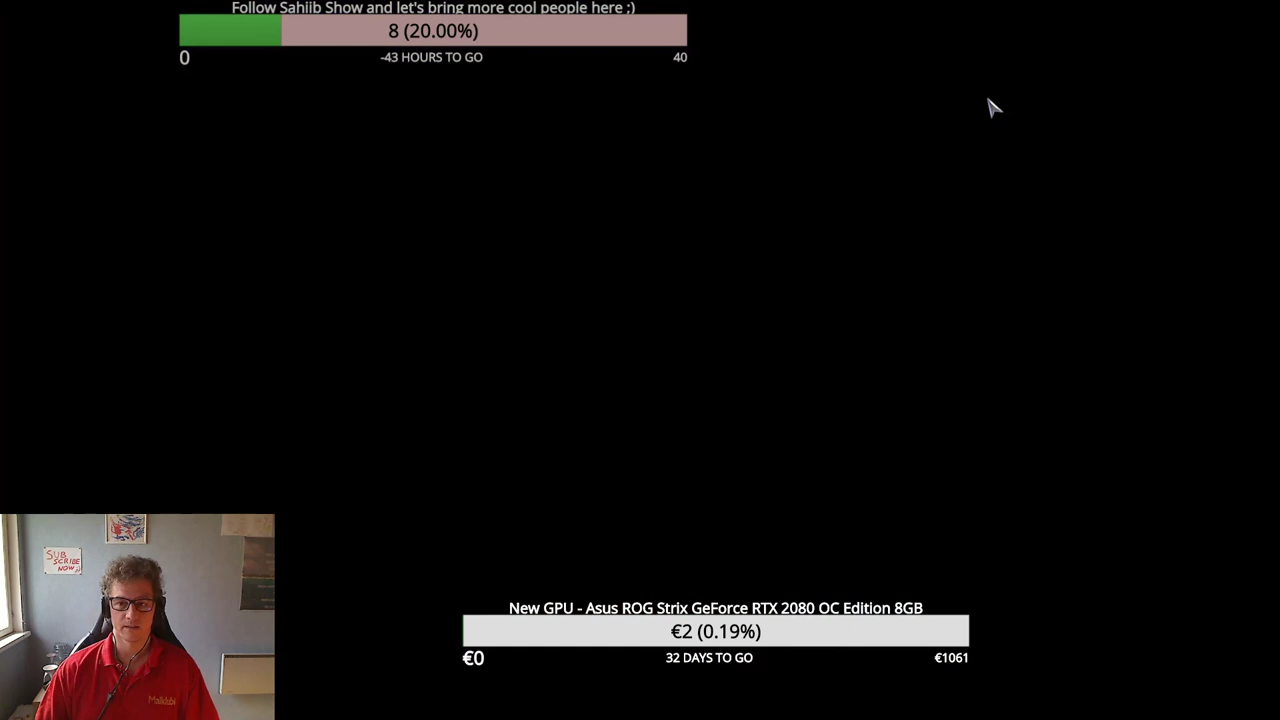 Follow Sahiib Show and let's bring more cool people here ;)
8 (20.00%)
0
-43 HOURS TO GO
40
SUB
SCRIBE
NOW ;)
New GPU - Asus ROG Strix GeForce RTX 2080 OC Edition 8GB
€2 (0.19%)
€0
32 DAYS TO GO
€1061